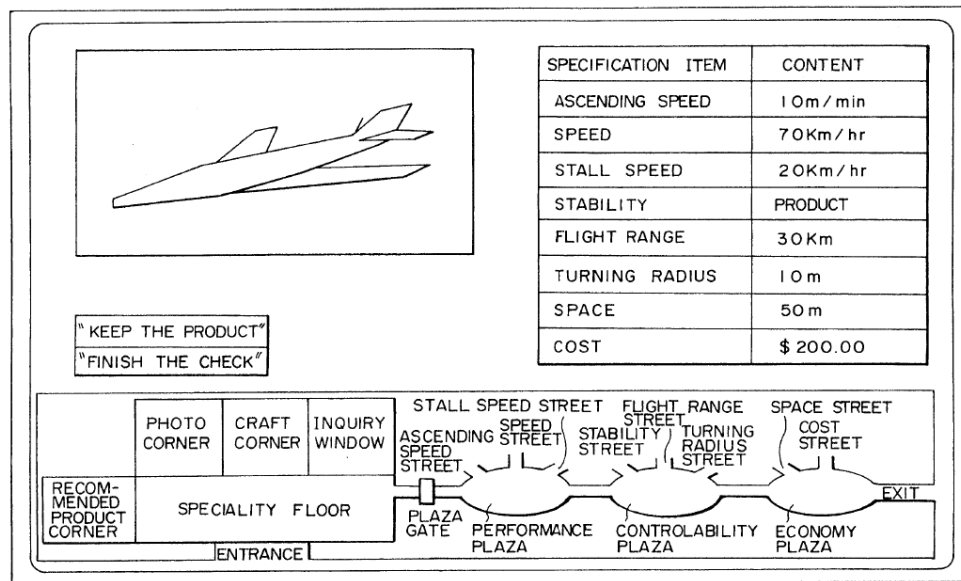 SPECIFICATION ITEM CONTENT
ASCENDING SPEED 10m/min
SPEED 70Km/hr
STALL SPEED 20Km/hr
STABILITY PRODUCT
FLIGHT RANGE 30Km
TURNING RADIUS 10m
SPACE 50m
COST $200.00
"KEEP THE PRODUCT"
"FINISH THE CHECK"
PHOTO
CORNER
CRAFT
CORNER
INQUIRY
WINDOW
RECOM-
MENDED
PRODUCT
CORNER
SPECIALITY FLOOR
ENTRANCE
ASCENDING
SPEED
STREET
PLAZA
GATE
STALL SPEED STREET
SPEED
STREET
PERFORMANCE
PLAZA
STABILITY
STREET
FLIGHT RANGE
STREET
TURNING
RADIUS
STREET
CONTROLABILITY
PLAZA
SPACE STREET
COST
STREET
ECONOMY
PLAZA
EXIT